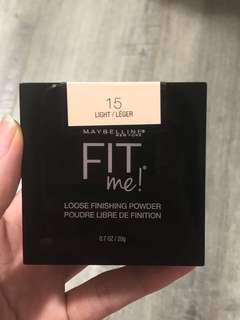 15
LIGHT / LÉGER
MAYBELLINE
NEW YORK
FIT
me!
LOOSE FINISHING POWDER
POUDRE LIBRE DE FINITION
0.7 OZ / 20g